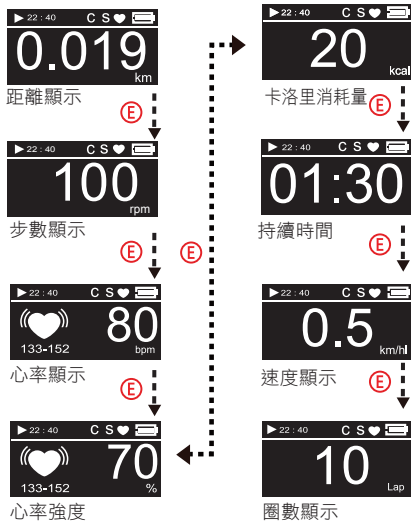 22 : 40 C S
0.019
km
距離顯示
E
22 : 40 C S
100
rpm
步數顯示
E
22 : 40 C S
80
133-152
bpm
心率顯示
E
22 : 40 C S
70
133-152
%
心率強度
E
22 : 40 C S
20
kcal
卡洛里消耗量
E
22 : 40 C S
01:30
持續時間
E
22 : 40 C S
0.5
km/hl
速度顯示
E
22 : 40 C S
10
Lap
圈數顯示